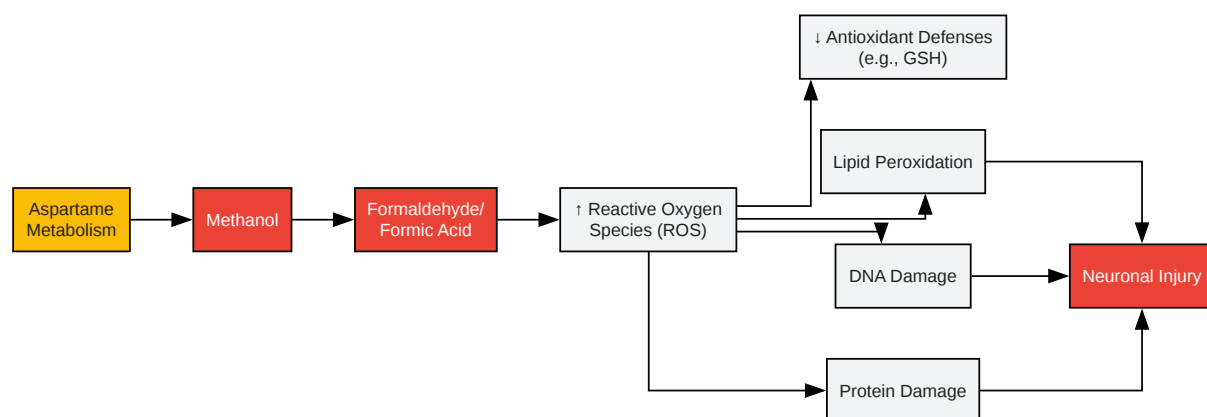 ↓ Antioxidant Defenses
(e.g., GSH)
Lipid Peroxidation
Aspartame
Metabolism
Methanol
Formaldehyde/
Formic Acid
↑ Reactive Oxygen
Species (ROS)
DNA Damage
Neuronal Injury
Protein Damage